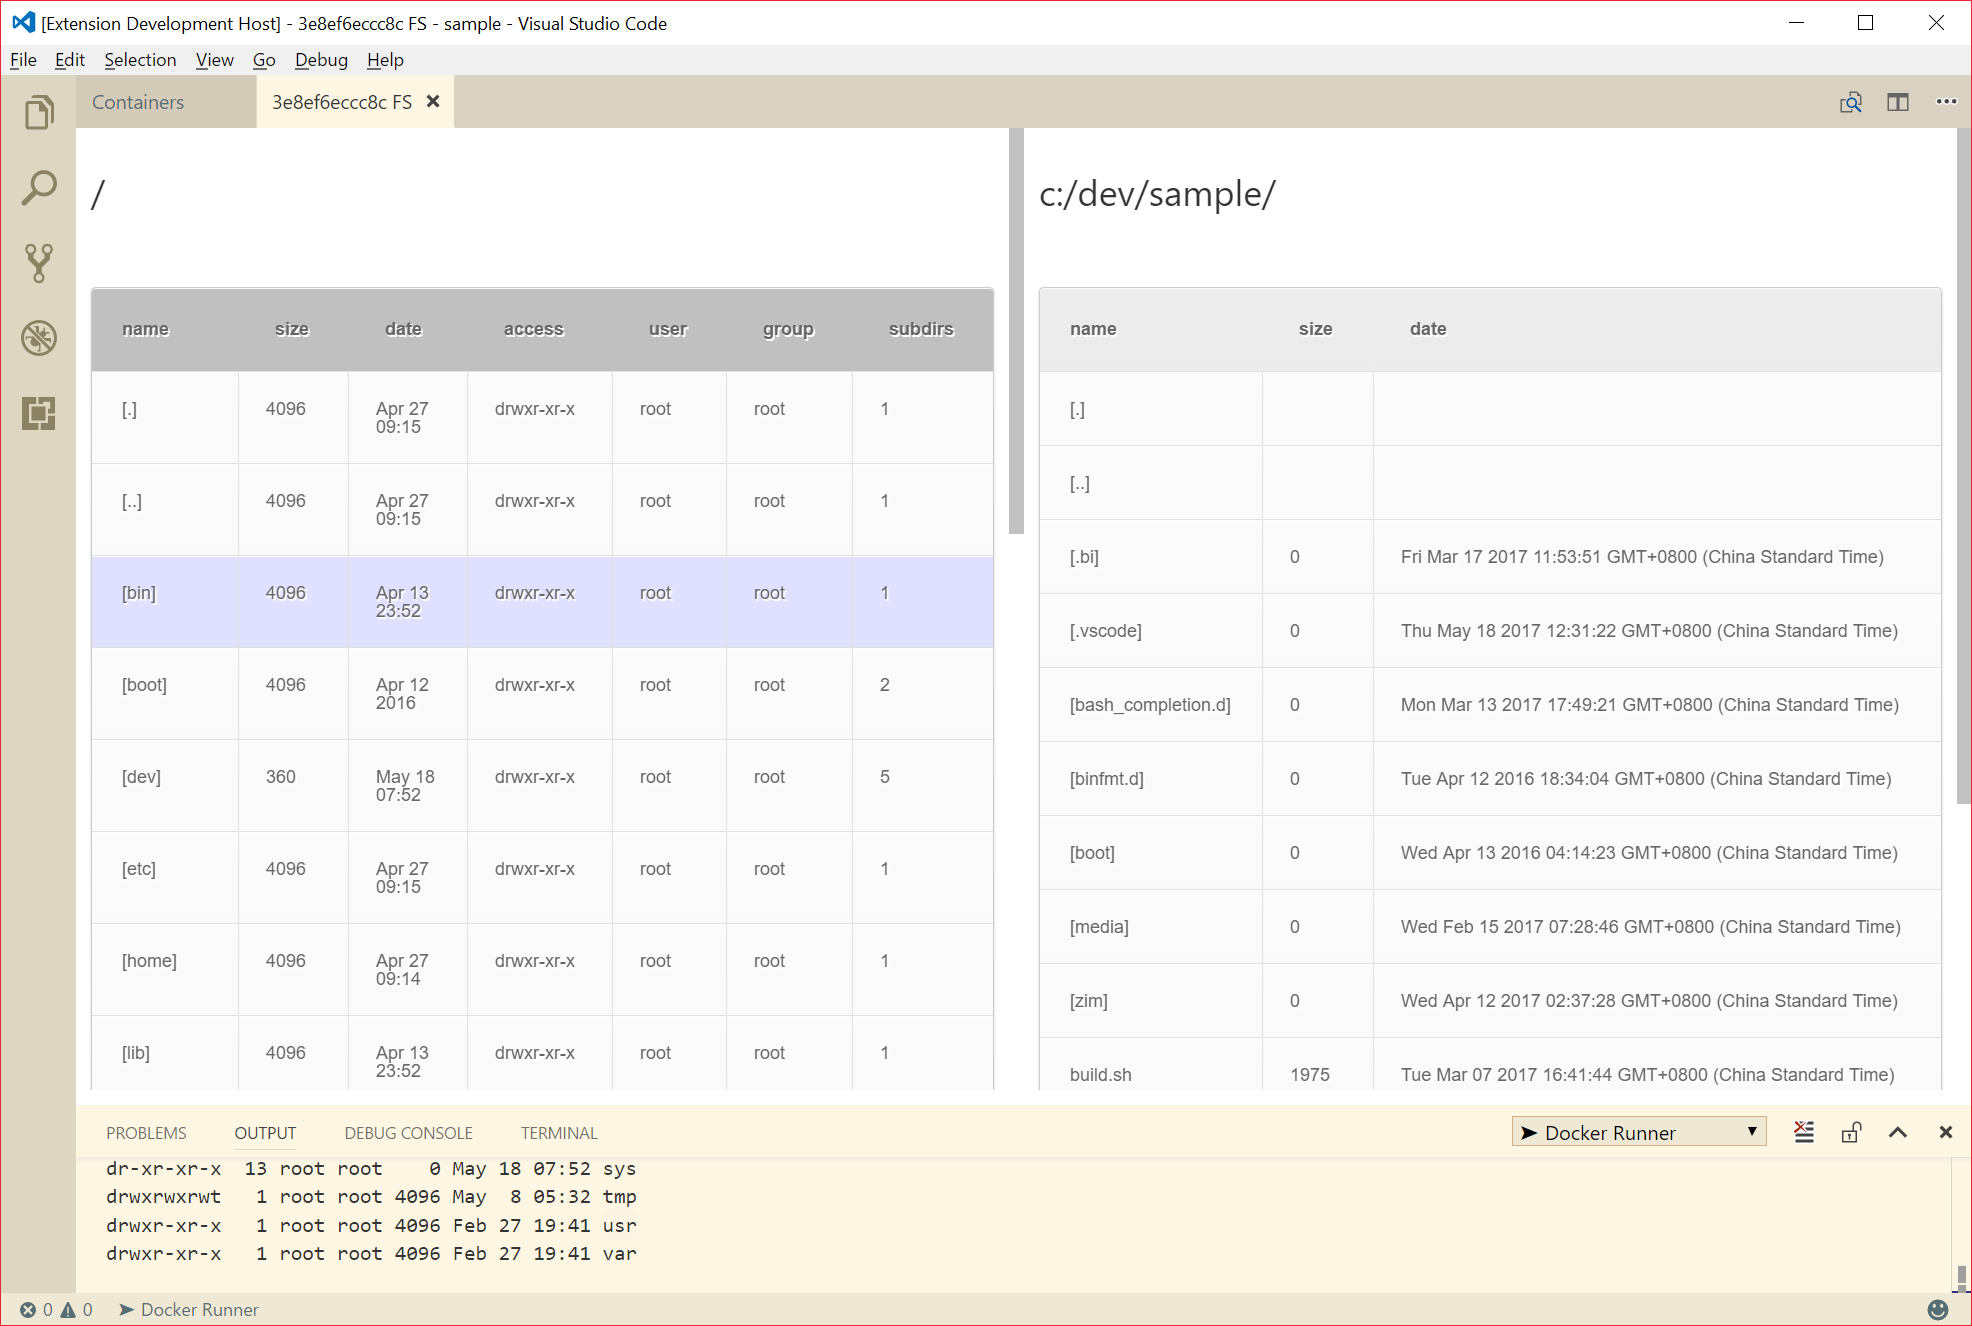 [Extension Development Host] - 3e8ef6eccc8c FS - sample - Visual Studio Code
File Edit Selection View Go Debug Help
Containers 3e8ef6eccc8c FS
/
name size date access user group subdirs
[.] 4096 Apr 27 09:15 drwxr-xr-x root root 1
[..] 4096 Apr 27 09:15 drwxr-xr-x root root 1
[bin] 4096 Apr 13 23:52 drwxr-xr-x root root 1
[boot] 4096 Apr 12 2016 drwxr-xr-x root root 2
[dev] 360 May 18 07:52 drwxr-xr-x root root 5
[etc] 4096 Apr 27 09:15 drwxr-xr-x root root 1
[home] 4096 Apr 27 09:14 drwxr-xr-x root root 1
[lib] 4096 Apr 13 23:52 drwxr-xr-x root root 1
c:/dev/sample/
name size date
[.]
[..]
[.bi] 0 Fri Mar 17 2017 11:53:51 GMT+0800 (China Standard Time)
[.vscode] 0 Thu May 18 2017 12:31:22 GMT+0800 (China Standard Time)
[bash_completion.d] 0 Mon Mar 13 2017 17:49:21 GMT+0800 (China Standard Time)
[binfmt.d] 0 Tue Apr 12 2016 18:34:04 GMT+0800 (China Standard Time)
[boot] 0 Wed Apr 13 2016 04:14:23 GMT+0800 (China Standard Time)
[media] 0 Wed Feb 15 2017 07:28:46 GMT+0800 (China Standard Time)
[zim] 0 Wed Apr 12 2017 02:37:28 GMT+0800 (China Standard Time)
build.sh 1975 Tue Mar 07 2017 16:41:44 GMT+0800 (China Standard Time)
PROBLEMS OUTPUT DEBUG CONSOLE TERMINAL
➤ Docker Runner
dr-xr-xr-x 13 root root 0 May 18 07:52 sys
drwxrwxrwt 1 root root 4096 May 8 05:32 tmp
drwxr-xr-x 1 root root 4096 Feb 27 19:41 usr
drwxr-xr-x 1 root root 4096 Feb 27 19:41 var
0 0 ➤ Docker Runner